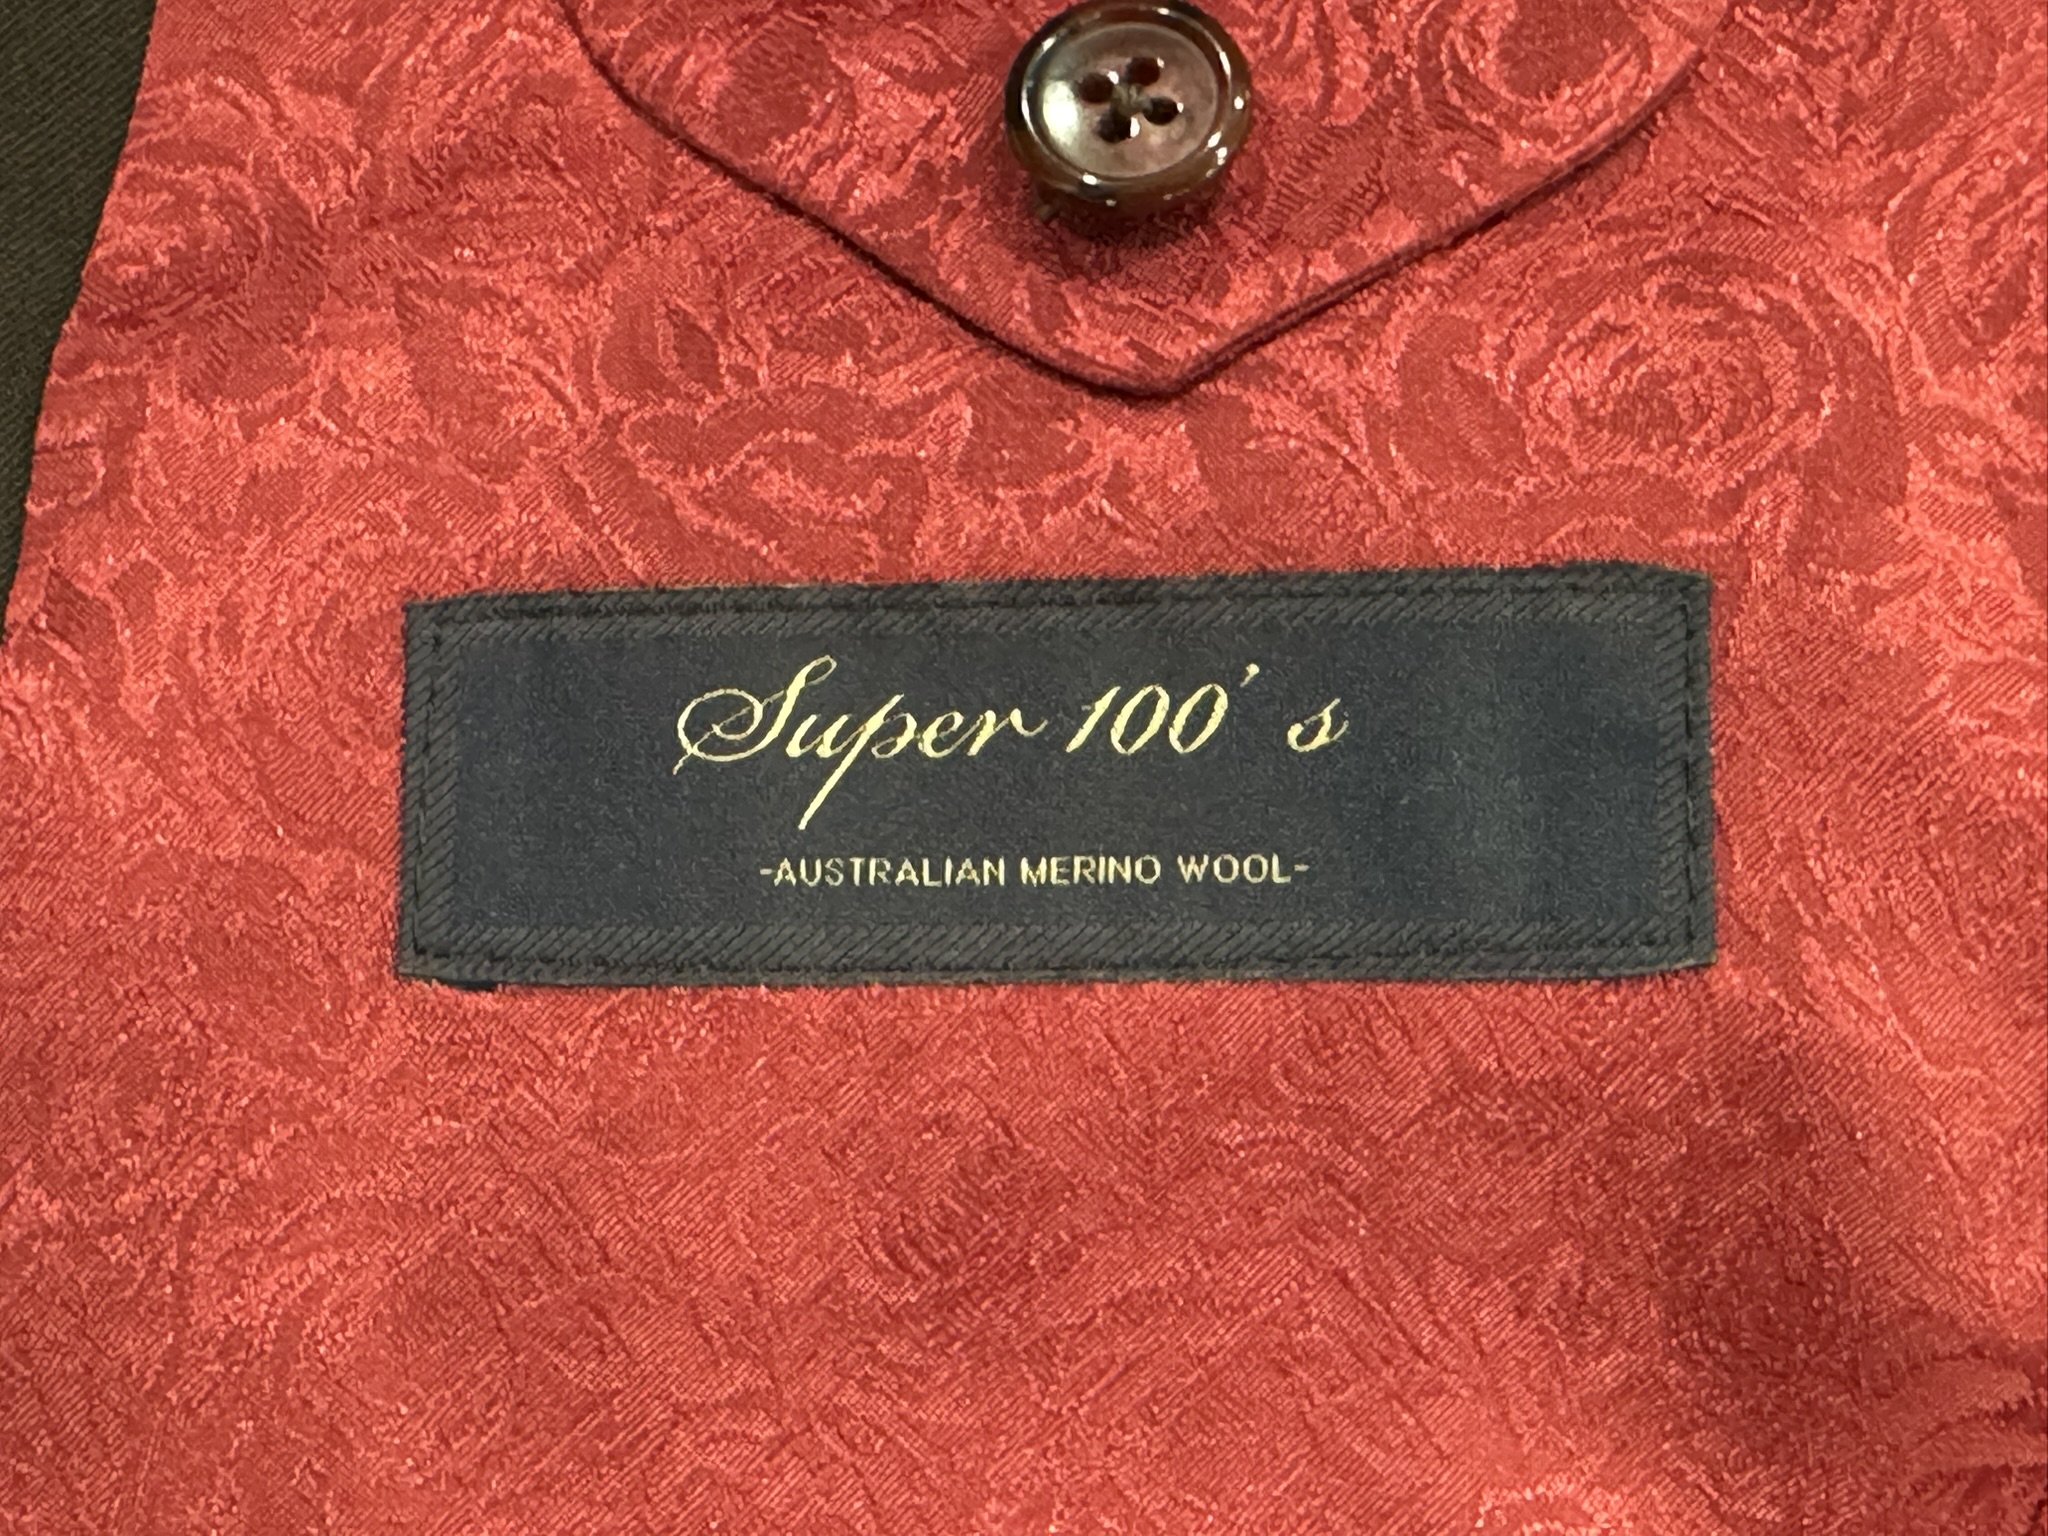 Super 100's
-AUSTRALIAN MERINO WOOL-